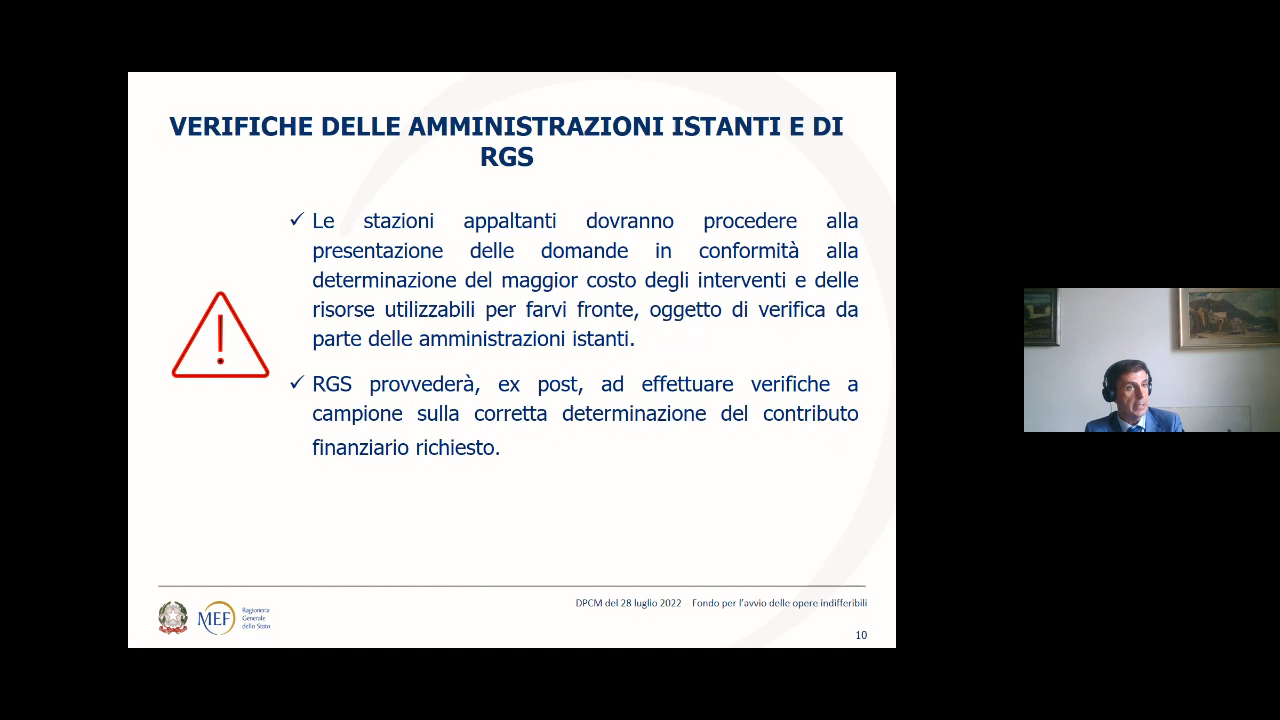 VERIFICHE DELLE AMMINISTRAZIONI ISTANTI E DI
RGS
✓ Le stazioni appaltanti dovranno procedere alla
presentazione delle domande in conformità alla
determinazione del maggior costo degli interventi e delle
risorse utilizzabili per farvi fronte, oggetto di verifica da
parte delle amministrazioni istanti.
✓ RGS provvederà, ex post, ad effettuare verifiche a
campione sulla corretta determinazione del contributo
finanziario richiesto.
DPCM del 28 luglio 2022 Fondo per l'avvio delle opere indifferibili
MEF
Ragioneria
Generale
dello Stato
10